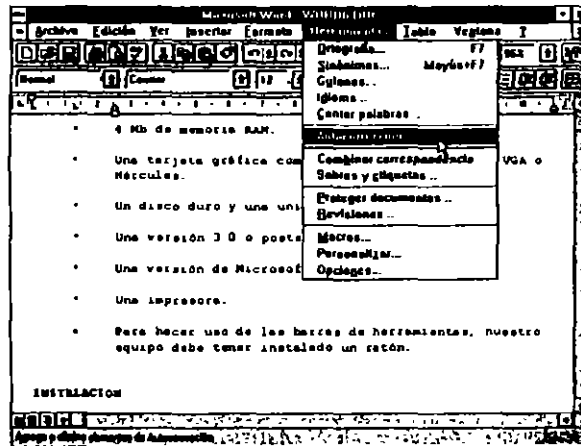 Microsoft Word
Archivo Edición Ver Insertar Formato Herramientas Tabla Ventana ?
Ortografía... F7
Sinónimos... Mayús+F7
Guiones...
Idioma...
Contar palabras...
Autocorrección...
Combinar correspondencia
Sobres y etiquetas...
Proteger documentos...
Revisiones...
Macros...
Personalizar...
Opciones...
Normal Courier 12
4 Mb de memoria RAM.
Una tarjeta gráfica com VGA o
Hércules.
Un disco duro y una uni
Una versión 3.0 o poste
Una versión de Microsof
Una impresora.
Para hacer uso de las barras de herramientas, nuestro
equipo debe tener instalado un ratón.
INSTALACION